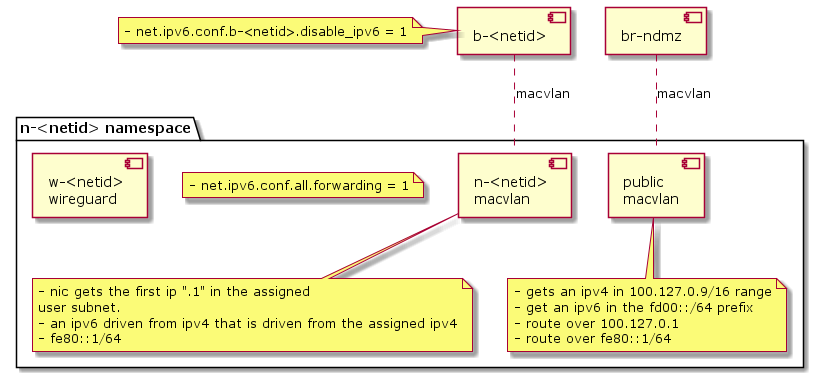 - net.ipv6.conf.b-<netid>.disable_ipv6 = 1
b-<netid>
br-ndmz
macvlan
macvlan
n-<netid> namespace
w-<netid>
wireguard
- net.ipv6.conf.all.forwarding = 1
n-<netid>
macvlan
public
macvlan
- nic gets the first ip ".1" in the assigned
user subnet.
- an ipv6 driven from ipv4 that is driven from the assigned ipv4
- fe80::1/64
- gets an ipv4 in 100.127.0.9/16 range
- get an ipv6 in the fd00::/64 prefix
- route over 100.127.0.1
- route over fe80::1/64